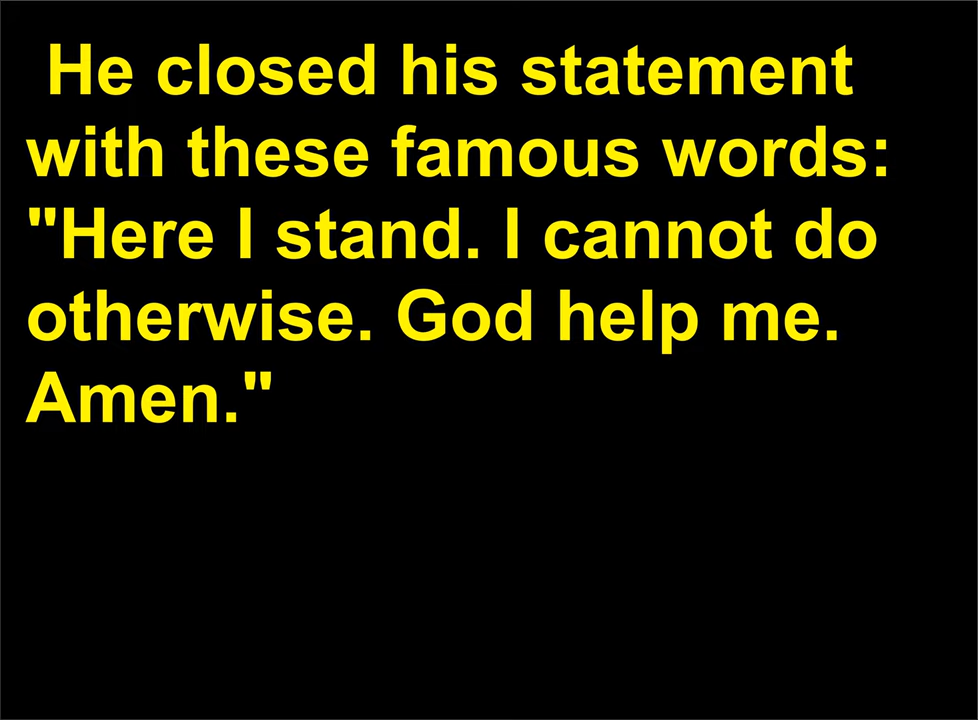 He closed his statement
with these famous words:
"Here I stand. I cannot do
otherwise. God help me.
Amen."